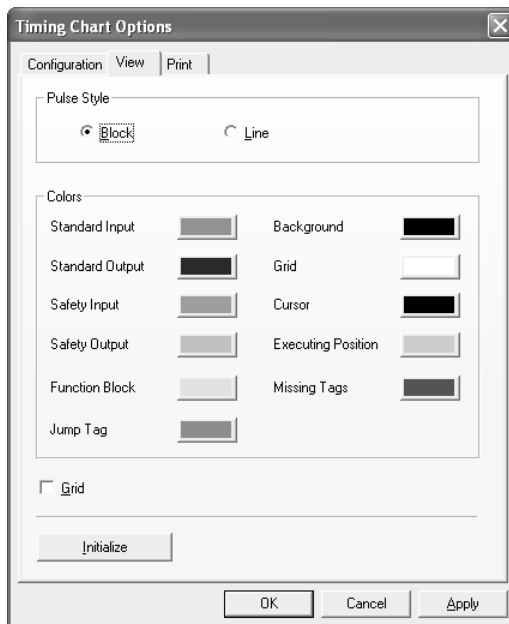 Timing Chart Options
Configuration View Print
Pulse Style
Block Line
Colors
Standard Input Background
Standard Output Grid
Safety Input Cursor
Safety Output Executing Position
Function Block Missing Tags
Jump Tag
Grid
Initialize
OK Cancel Apply